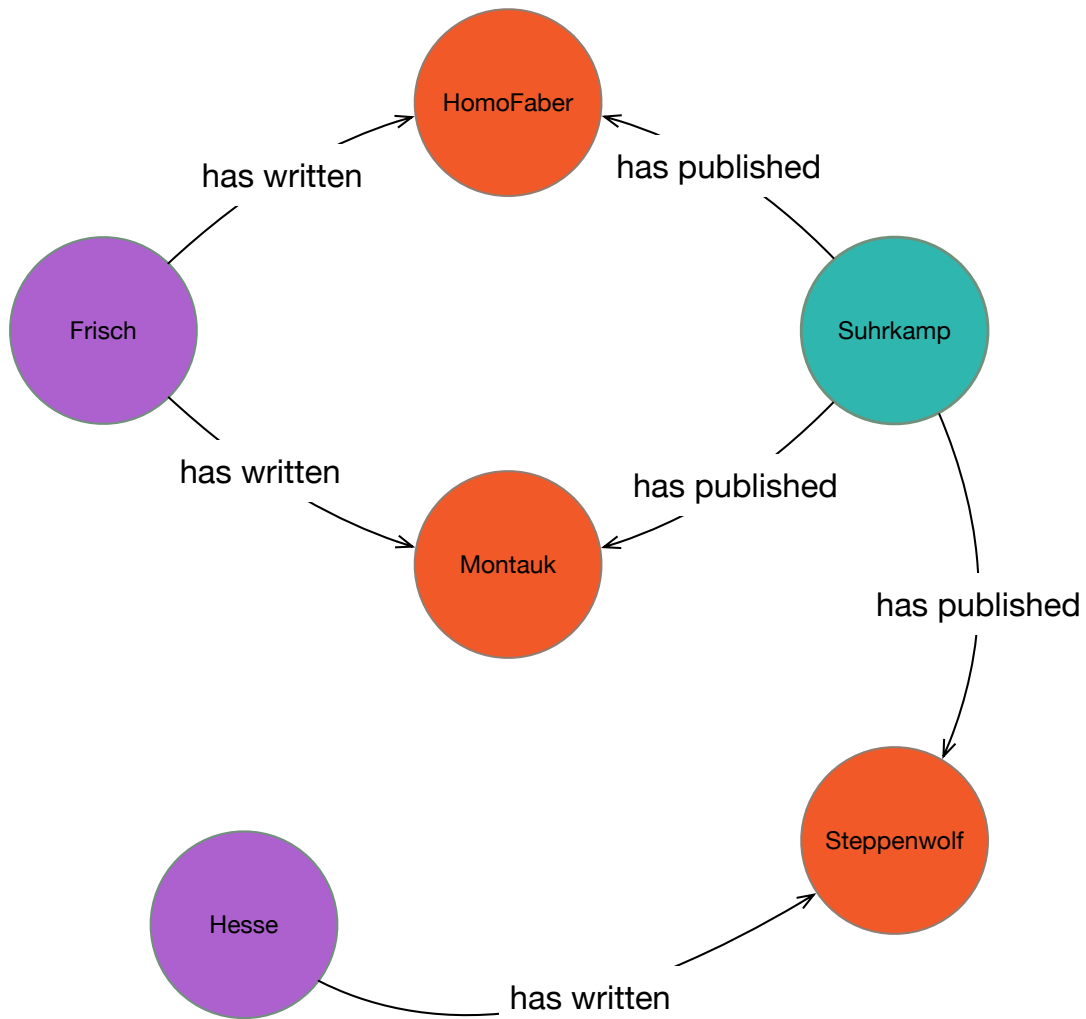 HomoFaber
has written
has published
Frisch
Suhrkamp
has written
has published
Montauk
has published
Steppenwolf
Hesse
has written